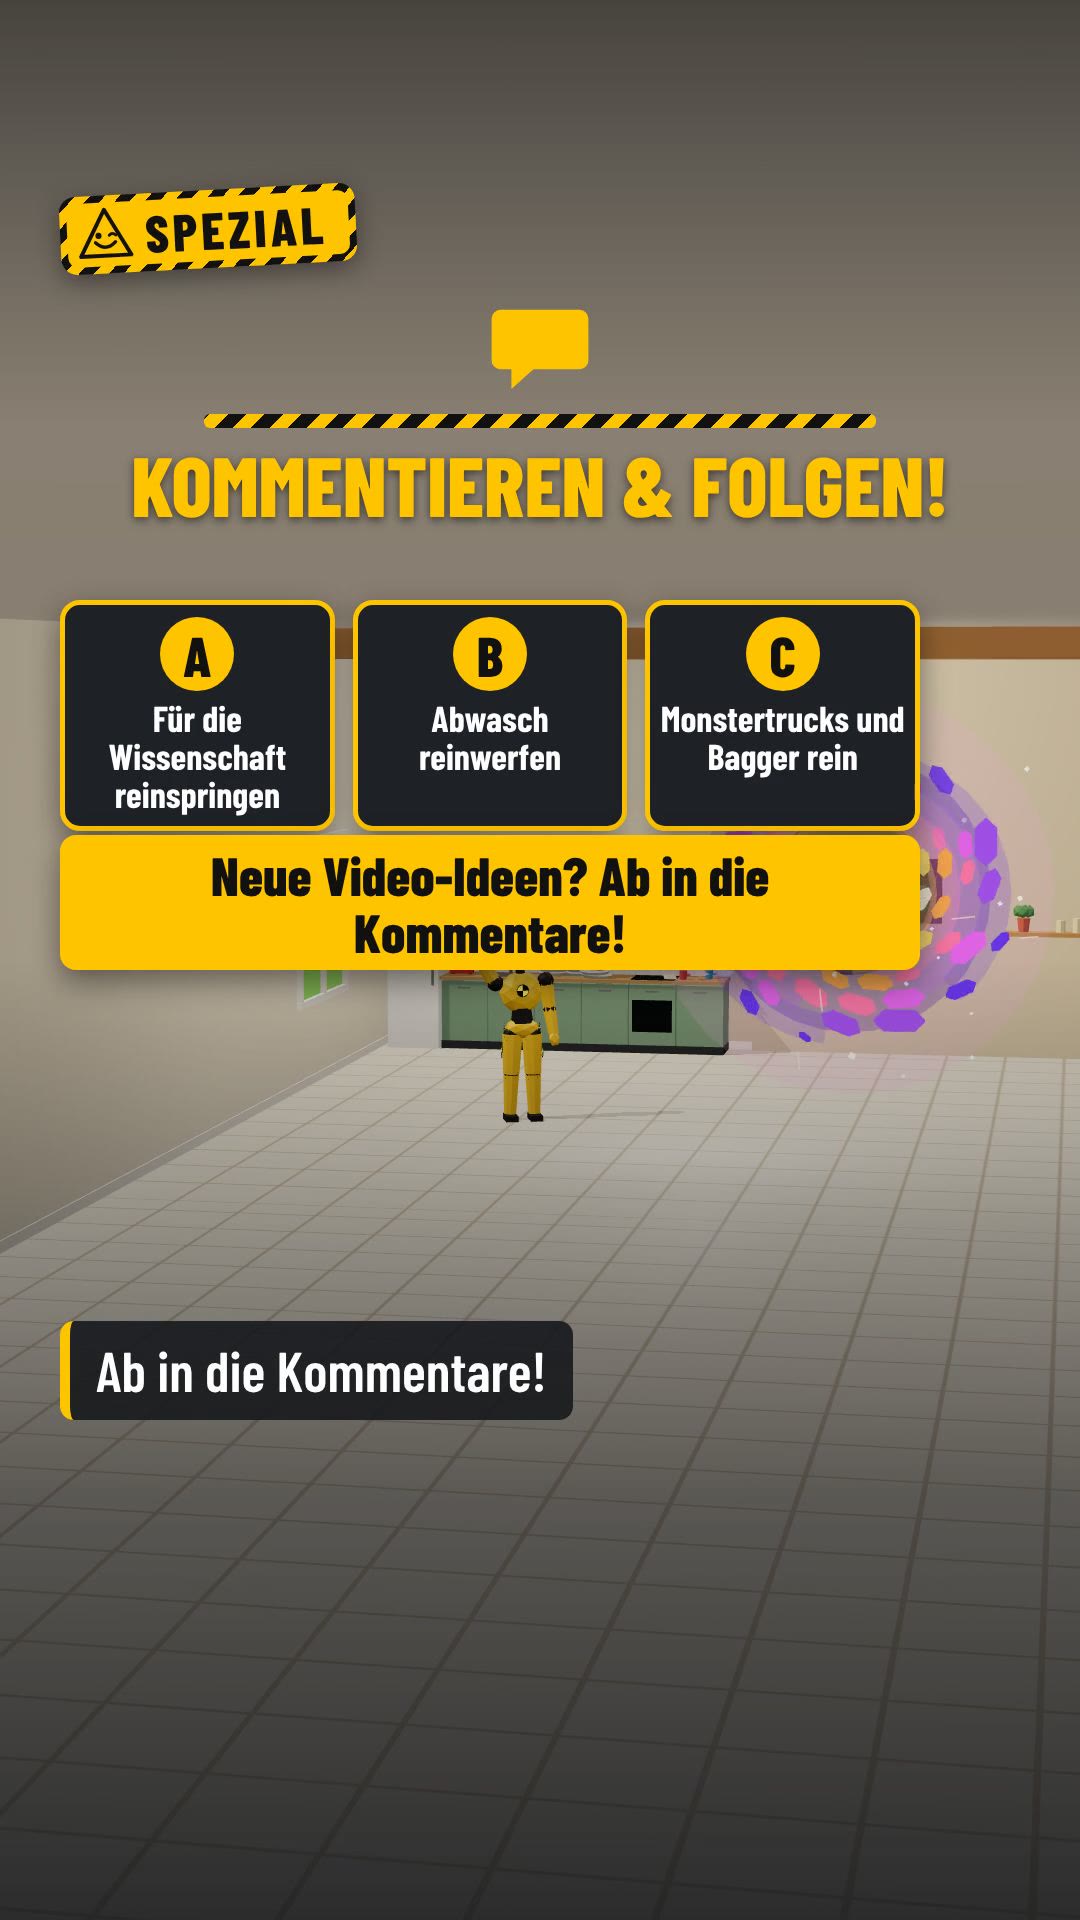 SPEZIAL
KOMMENTIEREN & FOLGEN!
A
Für die
Wissenschaft
reinspringen
B
Abwasch
reinwerfen
C
Monstertrucks und
Bagger rein
Neue Video-Ideen? Ab in die
Kommentare!
Ab in die Kommentare!